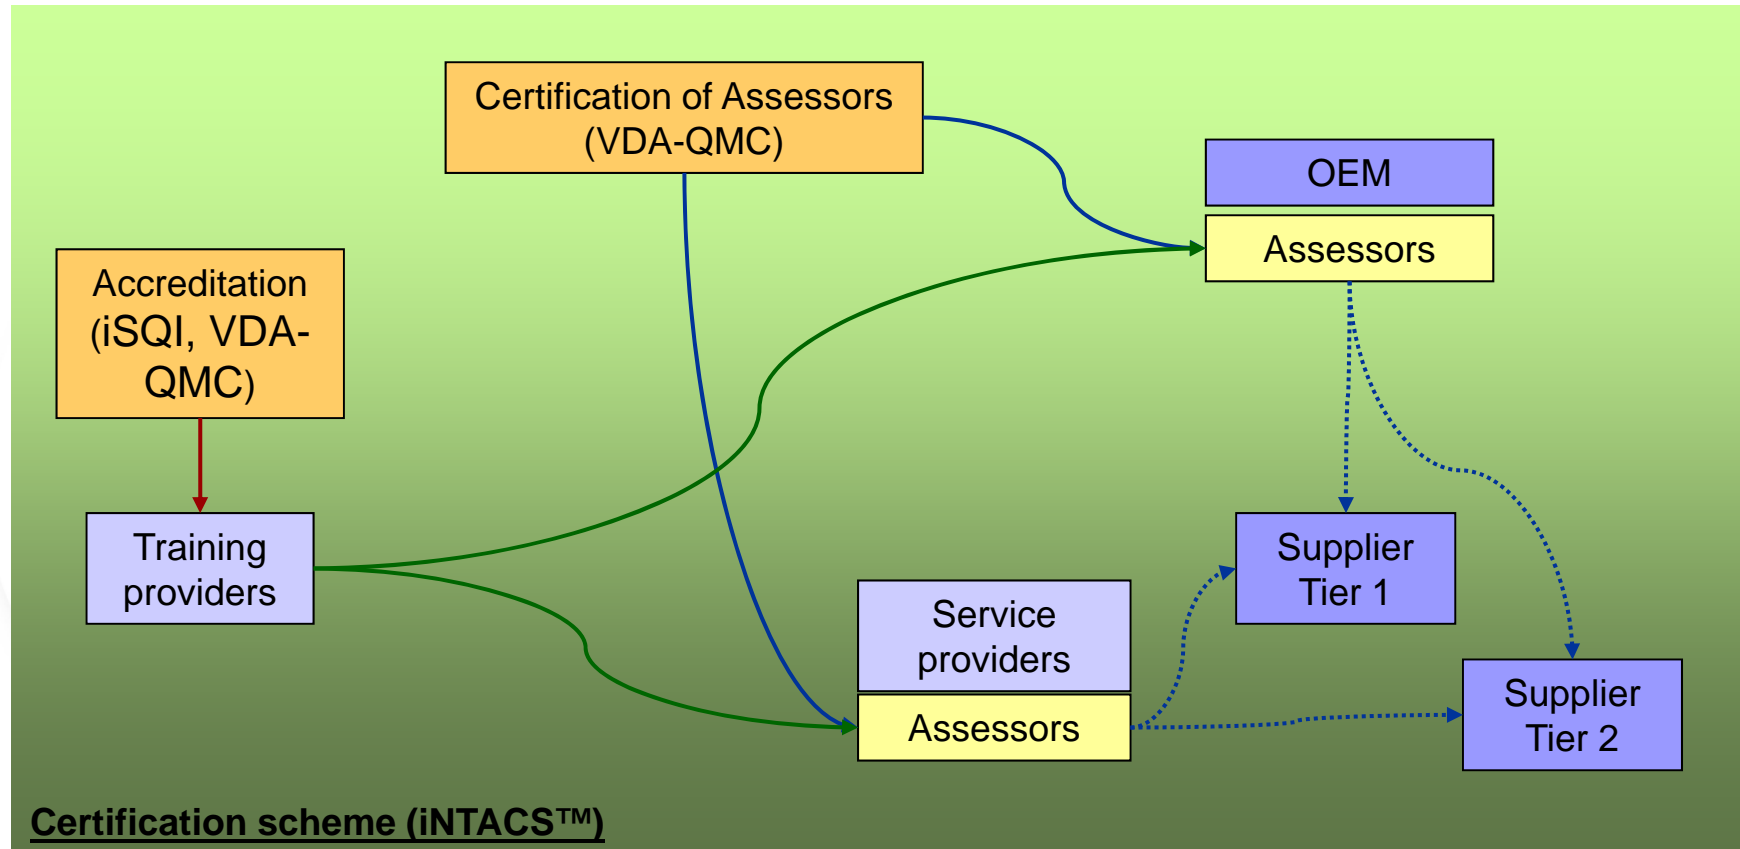 Certification of Assessors
(VDA-QMC)
OEM
Assessors
Accreditation
(iSQI, VDA-
QMC)
Training
providers
Supplier
Tier 1
Service
providers
Assessors
Supplier
Tier 2
Certification scheme (iNTACS™)